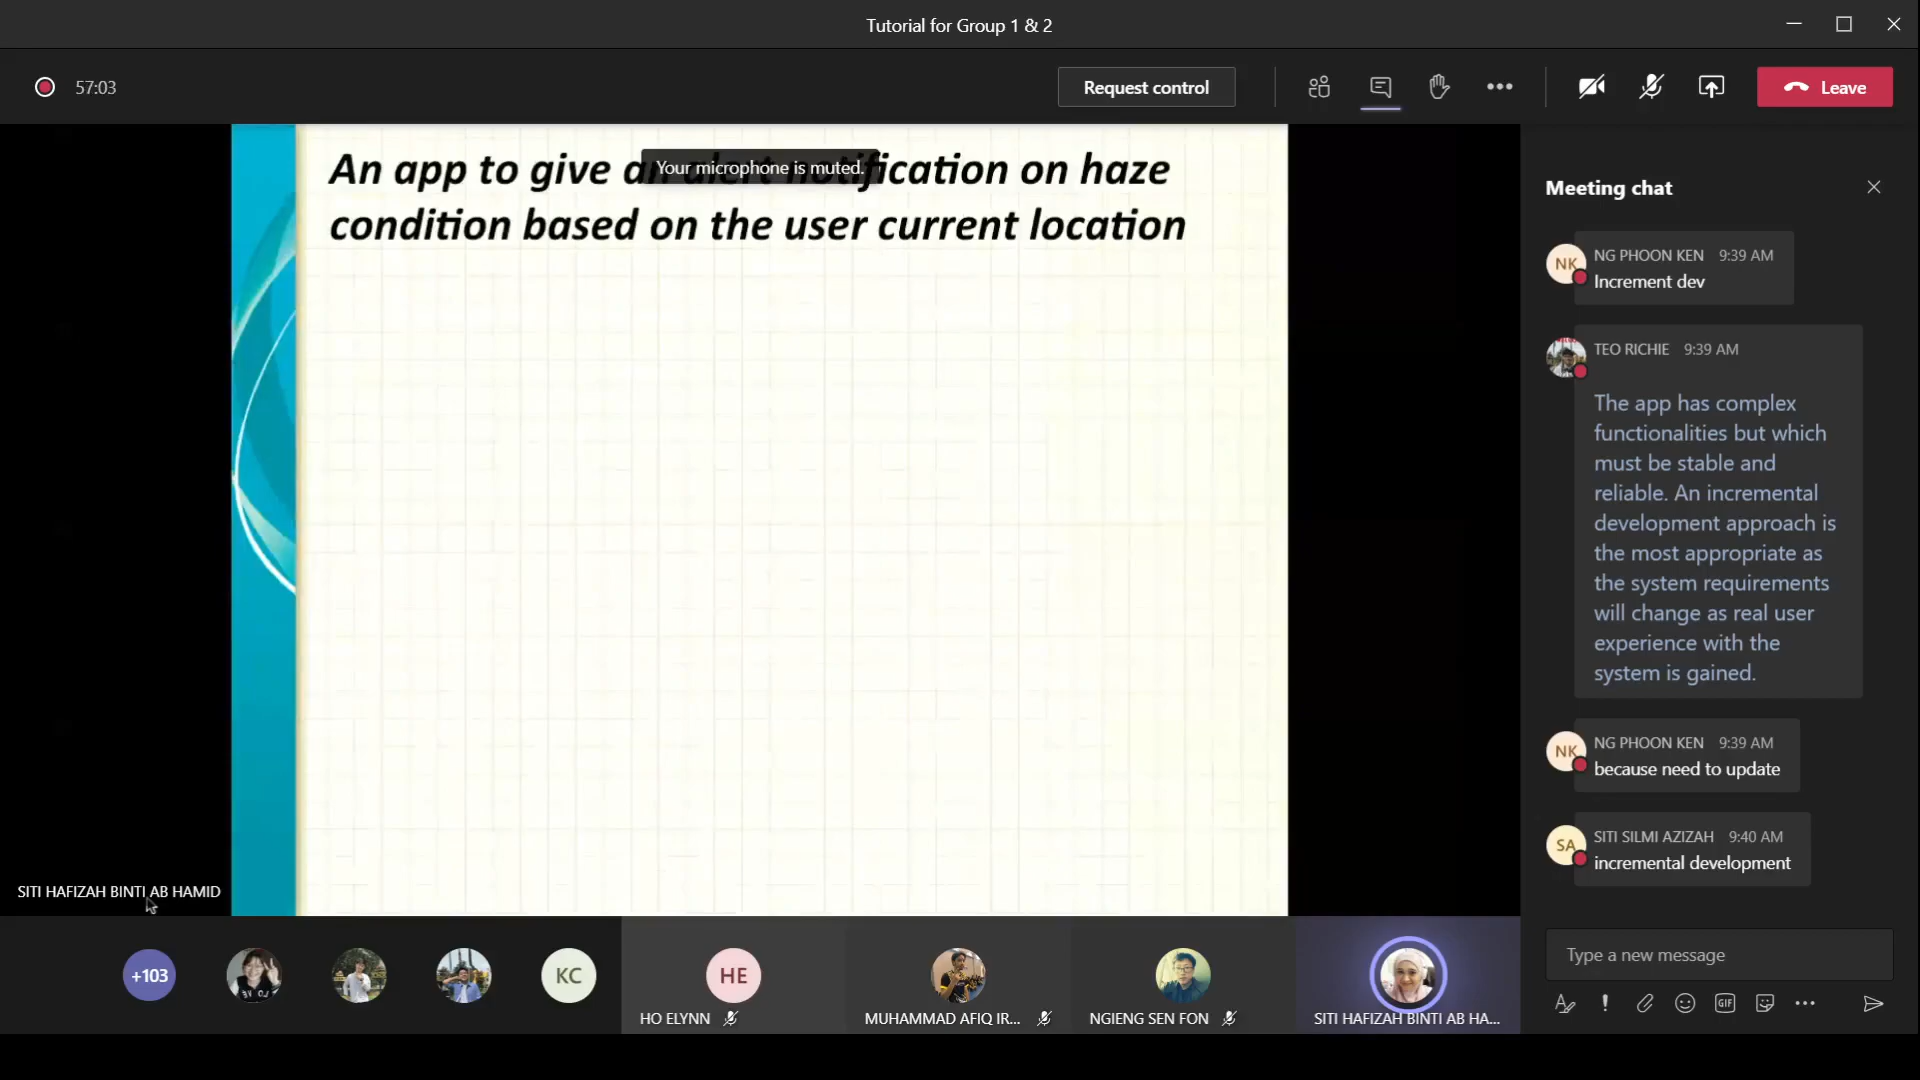 Tutorial for Group 1 & 2
57:03
Request control
Leave
An app to give an alert notification on haze
condition based on the user current location
Your microphone is muted.
SITI HAFIZAH BINTI AB HAMID
+103
KC
HE
HO ELYNN
MUHAMMAD AFIQ IR...
NGIENG SEN FON
SITI HAFIZAH BINTI AB HA...
Meeting chat
NK
NG PHOON KEN 9:39 AM
Increment dev
TEO RICHIE 9:39 AM
The app has complex
functionalities but which
must be stable and
reliable. An incremental
development approach is
the most appropriate as
the system requirements
will change as real user
experience with the
system is gained.
NK
NG PHOON KEN 9:39 AM
because need to update
SA
SITI SILMI AZIZAH 9:40 AM
incremental development
Type a new message
GIF